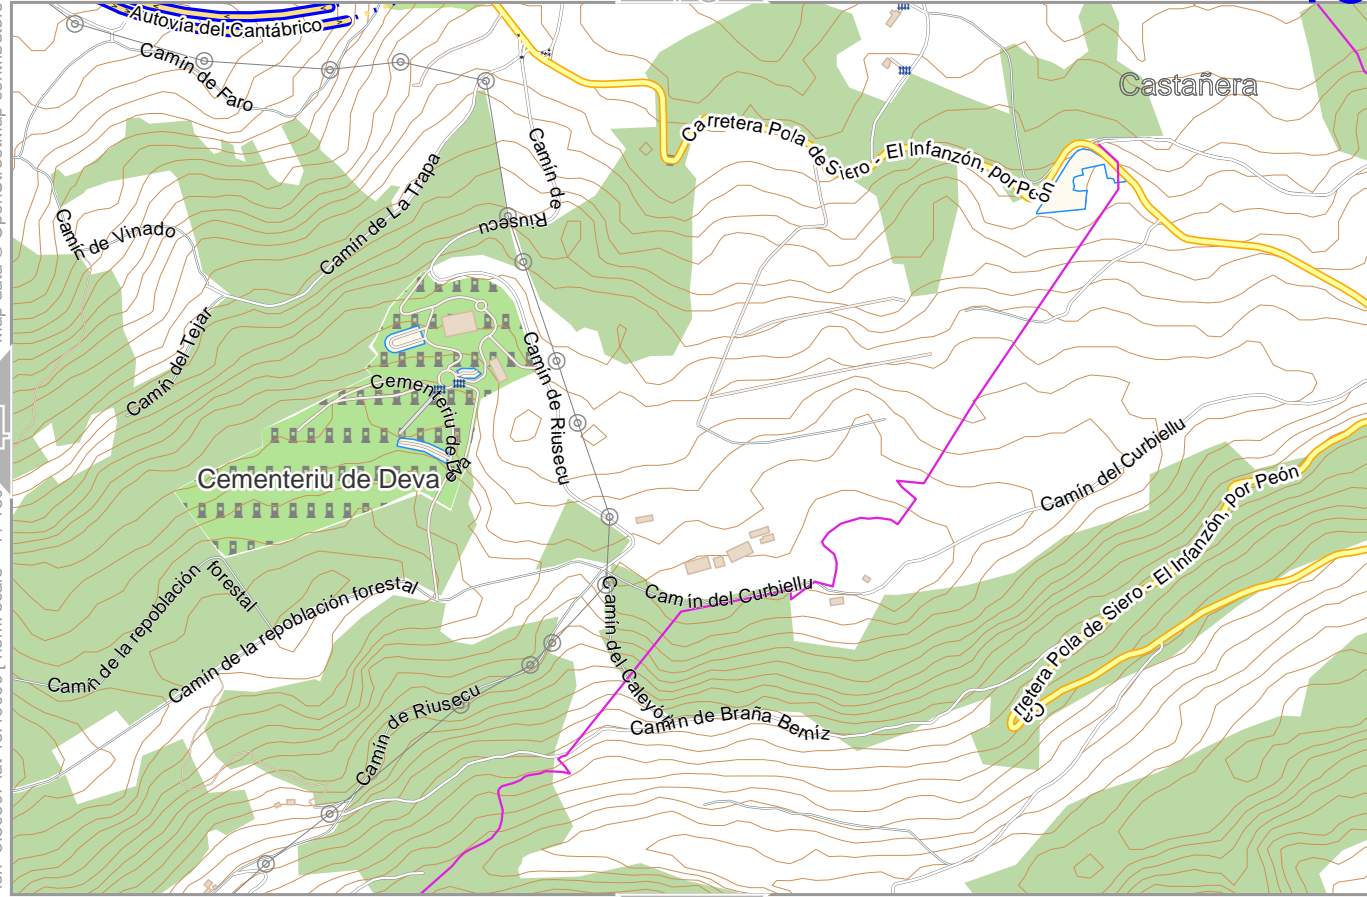 Autovía del Cantábrico
Camín de Faro
Castañera
Carretera Pola de Siero - El Infanzón, por Peón
Camín de Riusecu
Camín de La Trapa
Camín de Vinado
Camín del Tejar
Camín de Riusecu
Cementeriu de Deva
Cementeriu de Deva
Camín del Curbiellu
Carretera Pola de Siero - El Infanzón, por Peón
Camín de la repoblación forestal
Camín de la repoblación forestal
Camín del Curbiellu
Camín del Caleyón
Camín de Riusecu
Camín de Braña Bemíz